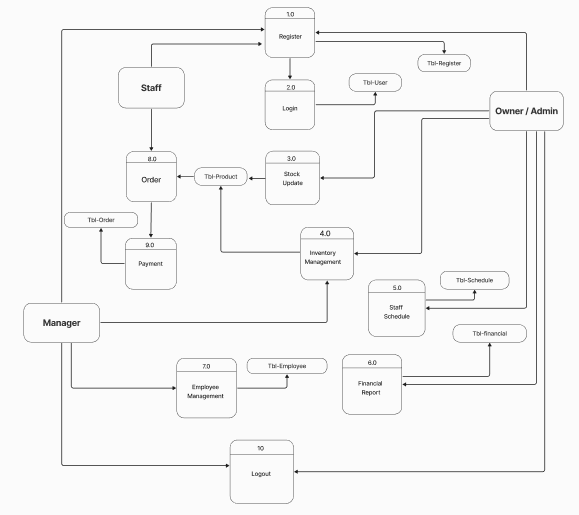 1.0
Register
Tbl-Register
2.0
Login
Tbl-User
Staff
Owner / Admin
8.0
Order
Tbl-Product
3.0
Stock
Update
Tbl-Order
9.0
Payment
4.0
Inventory
Management
5.0
Staff
Schedule
Tbl-Schedule
Manager
Tbl-financial
7.0
Employee
Management
Tbl-Employee
6.0
Financial
Report
10
Logout